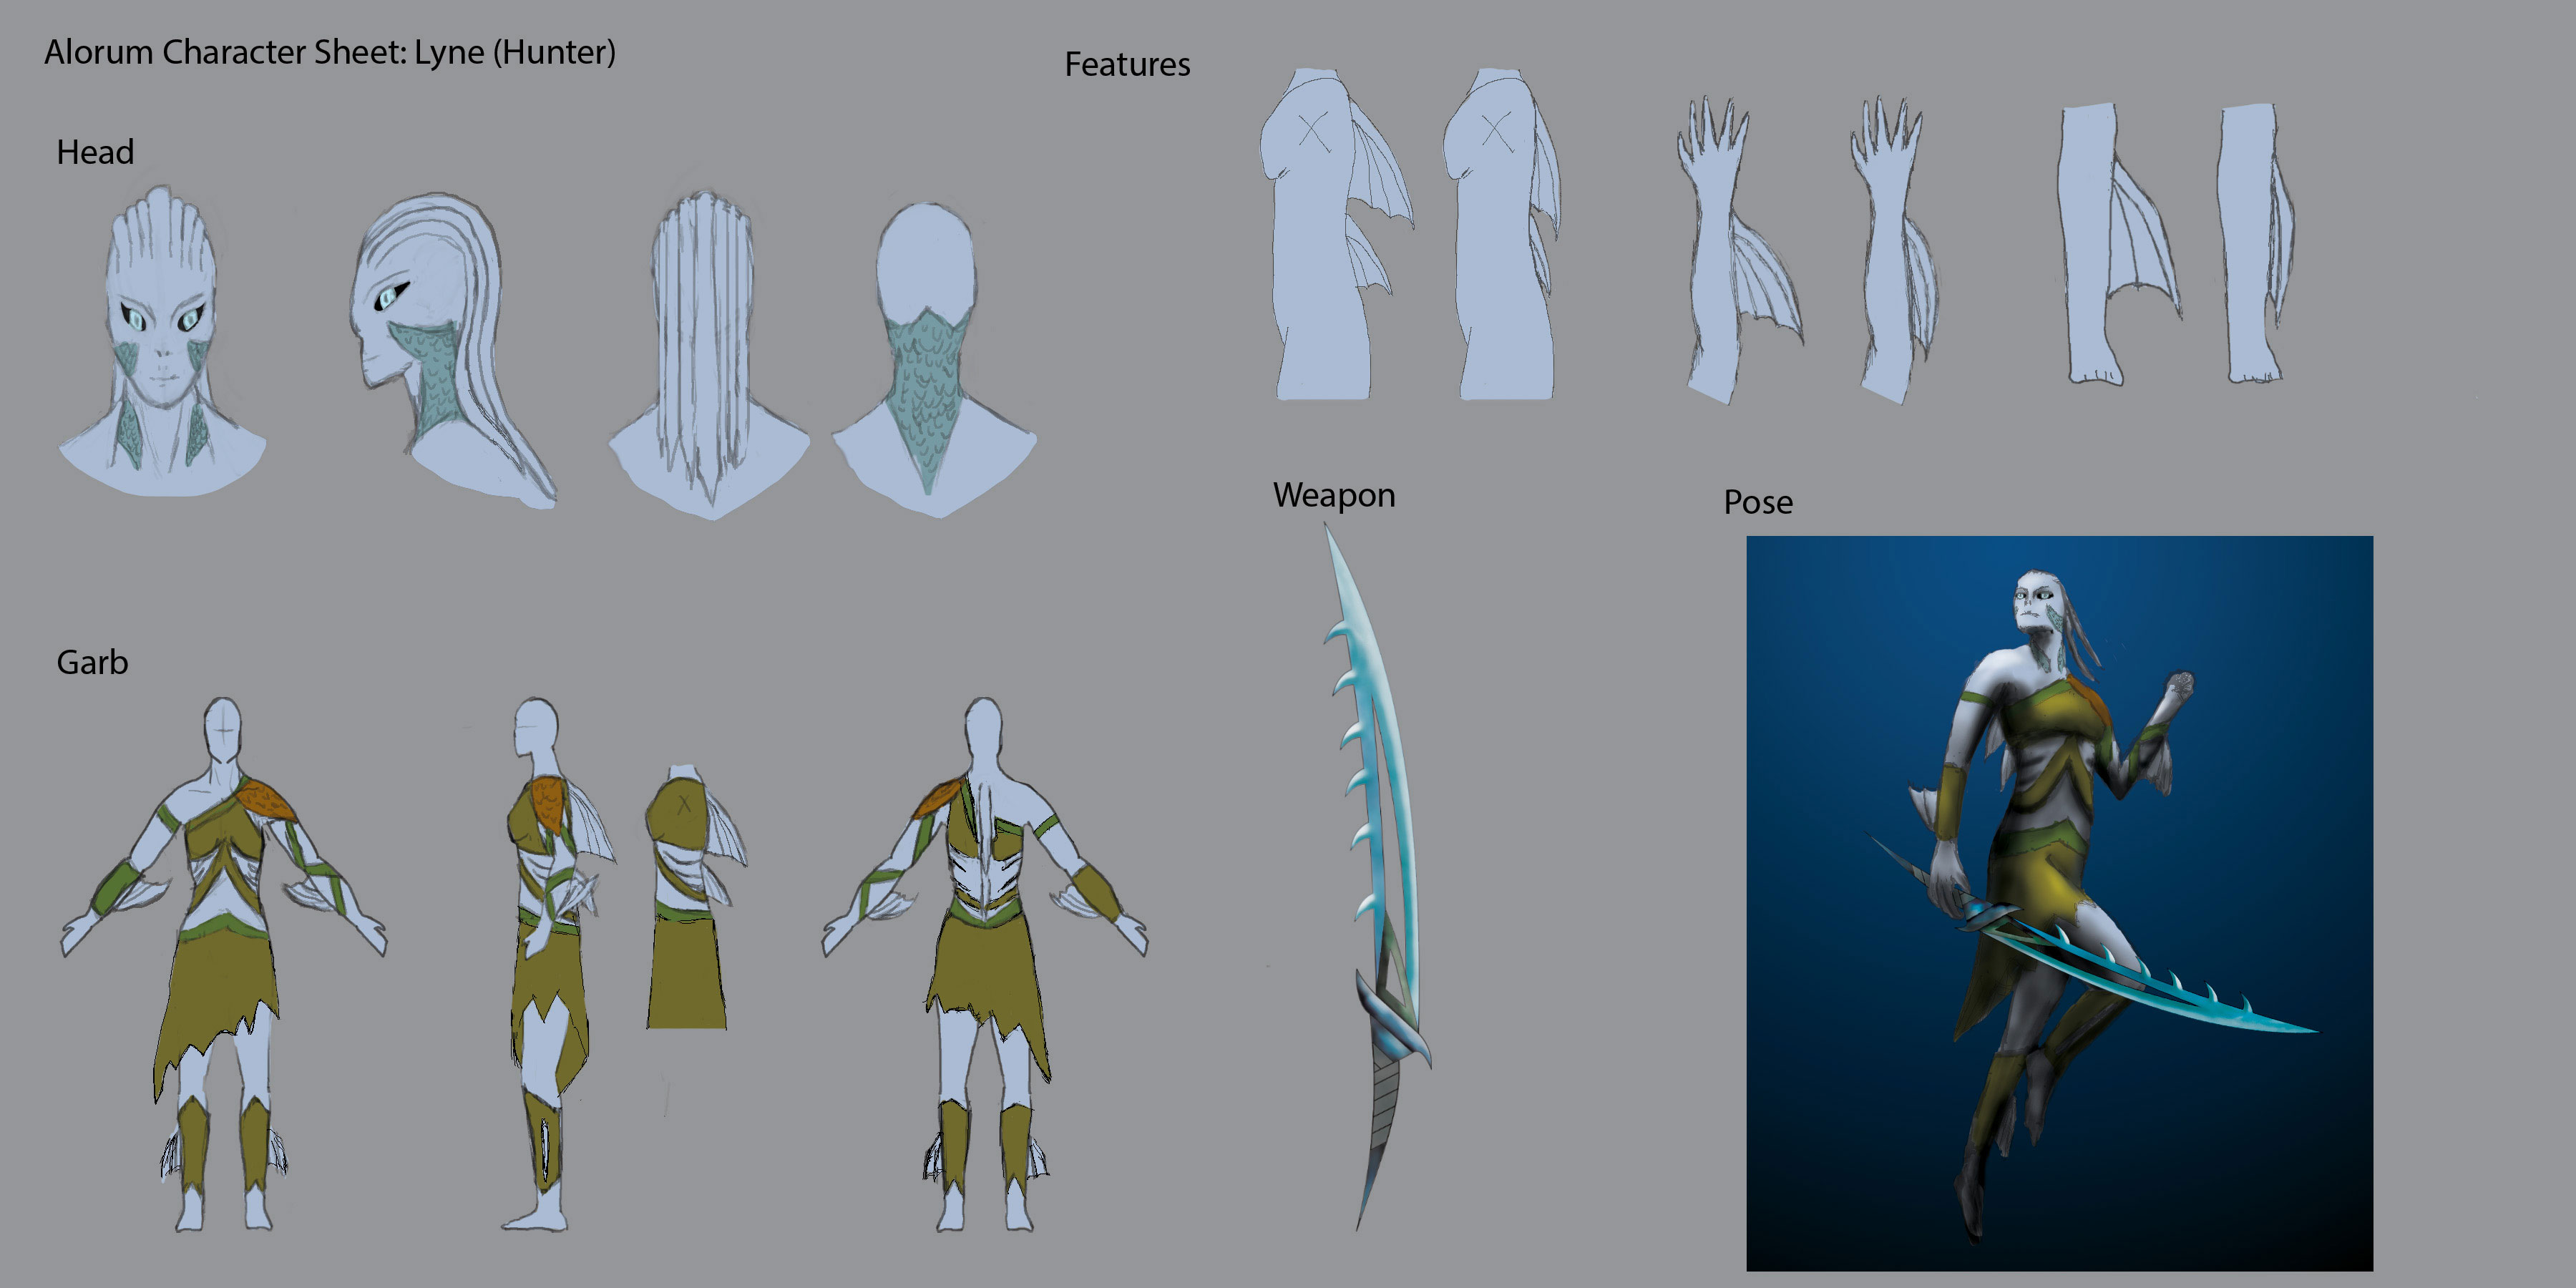 Alorum Character Sheet: Lyne (Hunter)
Features
Head
Weapon
Pose
Garb